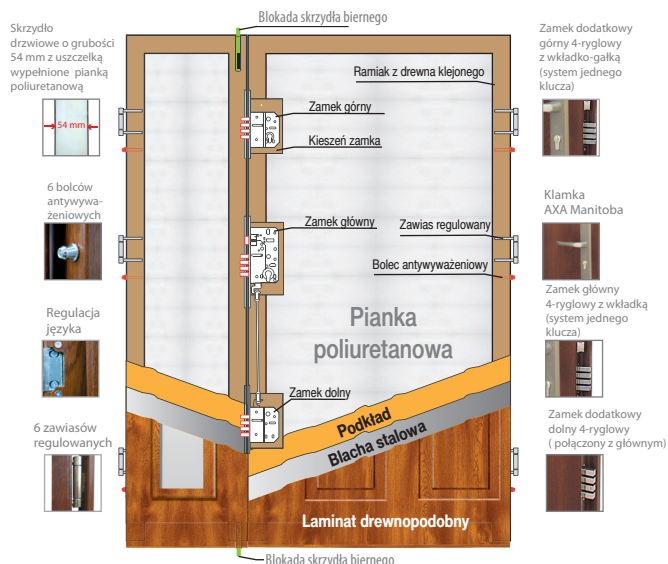 Blokada skrzydła biernego
Skrzydło
drzwiowe o grubości
54 mm z uszczelką
wypełnione pianką
poliuretanową
54 mm
6 bolców
antywywa-
żeniowych
Regulacja
języka
6 zawiasów
regulowanych
Ramiak z drewna klejonego
Zamek górny
Kieszeń zamka
Zamek główny
Zawias regulowany
Bolec antywyważeniowy
Pianka
poliuretanowa
Zamek dolny
Podkład
Blacha stalowa
Laminat drewnopodobny
Blokada skrzydła biernego
Zamek dodatkowy
górny 4-ryglowy
z wkładko-gałką
(system jednego
klucza)
Klamka
AXA Manitoba
Zamek główny
4-ryglowy z wkładką
(system jednego
klucza)
Zamek dodatkowy
dolny 4-ryglowy
( połączony z głównym)